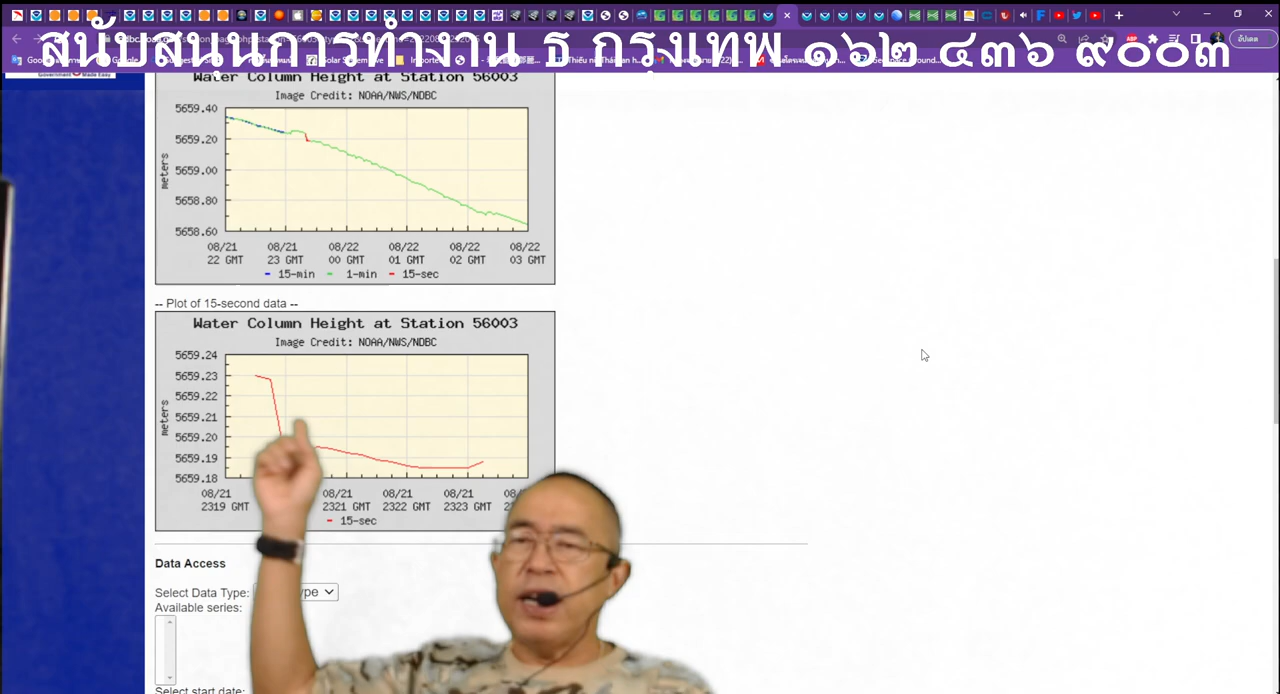 สนับสนุนการทำงาน ธ.กรุงเทพ ๑๖๒ ๔๓๖ ๙๐๐๓
Government Made Easy
Water Column Height at Station 56003
Image Credit: NOAA/NWS/NDBC
5659.40
5659.20
5659.00
5658.80
5658.60
meters
08/21 08/21 08/22 08/22 08/22 08/22
22 GMT 23 GMT 00 GMT 01 GMT 02 GMT 03 GMT
15-min 1-min 15-sec
-- Plot of 15-second data --
Water Column Height at Station 56003
Image Credit: NOAA/NWS/NDBC
5659.24
5659.23
5659.22
5659.21
5659.20
5659.19
5659.18
meters
08/21 08/21 08/21 08/21
2319 GMT 2321 GMT 2322 GMT 2323 GMT
15-sec
Data Access
Select Data Type:
Available series:
Select start date: